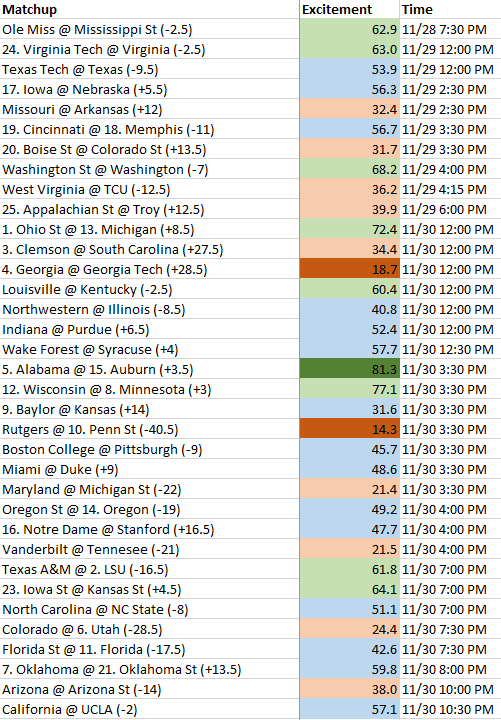 Matchup Excitement Time
Ole Miss @ Mississippi St (-2.5) 62.9 11/28 7:30 PM
24. Virginia Tech @ Virginia (-2.5) 63.0 11/29 12:00 PM
Texas Tech @ Texas (-9.5) 53.9 11/29 12:00 PM
17. Iowa @ Nebraska (+5.5) 56.3 11/29 2:30 PM
Missouri @ Arkansas (+12) 32.4 11/29 2:30 PM
19. Cincinnati @ 18. Memphis (-11) 56.7 11/29 3:30 PM
20. Boise St @ Colorado St (+13.5) 31.7 11/29 3:30 PM
Washington St @ Washington (-7) 68.2 11/29 4:00 PM
West Virginia @ TCU (-12.5) 36.2 11/29 4:15 PM
25. Appalachian St @ Troy (+12.5) 39.9 11/29 6:00 PM
1. Ohio St @ 13. Michigan (+8.5) 72.4 11/30 12:00 PM
3. Clemson @ South Carolina (+27.5) 34.4 11/30 12:00 PM
4. Georgia @ Georgia Tech (+28.5) 18.7 11/30 12:00 PM
Louisville @ Kentucky (-2.5) 60.4 11/30 12:00 PM
Northwestern @ Illinois (-8.5) 40.8 11/30 12:00 PM
Indiana @ Purdue (+6.5) 52.4 11/30 12:00 PM
Wake Forest @ Syracuse (+4) 57.7 11/30 12:30 PM
5. Alabama @ 15. Auburn (+3.5) 81.3 11/30 3:30 PM
12. Wisconsin @ 8. Minnesota (+3) 77.1 11/30 3:30 PM
9. Baylor @ Kansas (+14) 31.6 11/30 3:30 PM
Rutgers @ 10. Penn St (-40.5) 14.3 11/30 3:30 PM
Boston College @ Pittsburgh (-9) 45.7 11/30 3:30 PM
Miami @ Duke (+9) 48.6 11/30 3:30 PM
Maryland @ Michigan St (-22) 21.4 11/30 3:30 PM
Oregon St @ 14. Oregon (-19) 49.2 11/30 4:00 PM
16. Notre Dame @ Stanford (+16.5) 47.7 11/30 4:00 PM
Vanderbilt @ Tennessee (-21) 21.5 11/30 4:00 PM
Texas A&M @ 2. LSU (-16.5) 61.8 11/30 7:00 PM
23. Iowa St @ Kansas St (+4.5) 64.1 11/30 7:00 PM
North Carolina @ NC State (-8) 51.1 11/30 7:00 PM
Colorado @ 6. Utah (-28.5) 24.4 11/30 7:30 PM
Florida St @ 11. Florida (-17.5) 42.6 11/30 7:30 PM
7. Oklahoma @ 21. Oklahoma St (+13.5) 59.8 11/30 8:00 PM
Arizona @ Arizona St (-14) 38.0 11/30 10:00 PM
California @ UCLA (-2) 57.1 11/30 10:30 PM